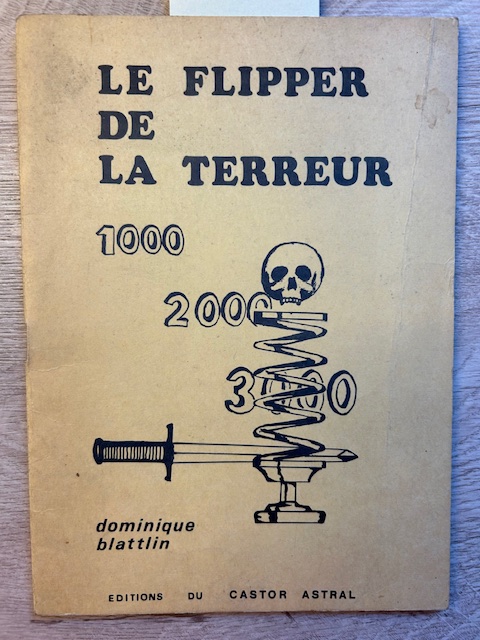 LE FLIPPER
DE
LA TERREUR
1000
2000
3000
dominique
blattlin
EDITIONS DU CASTOR ASTRAL